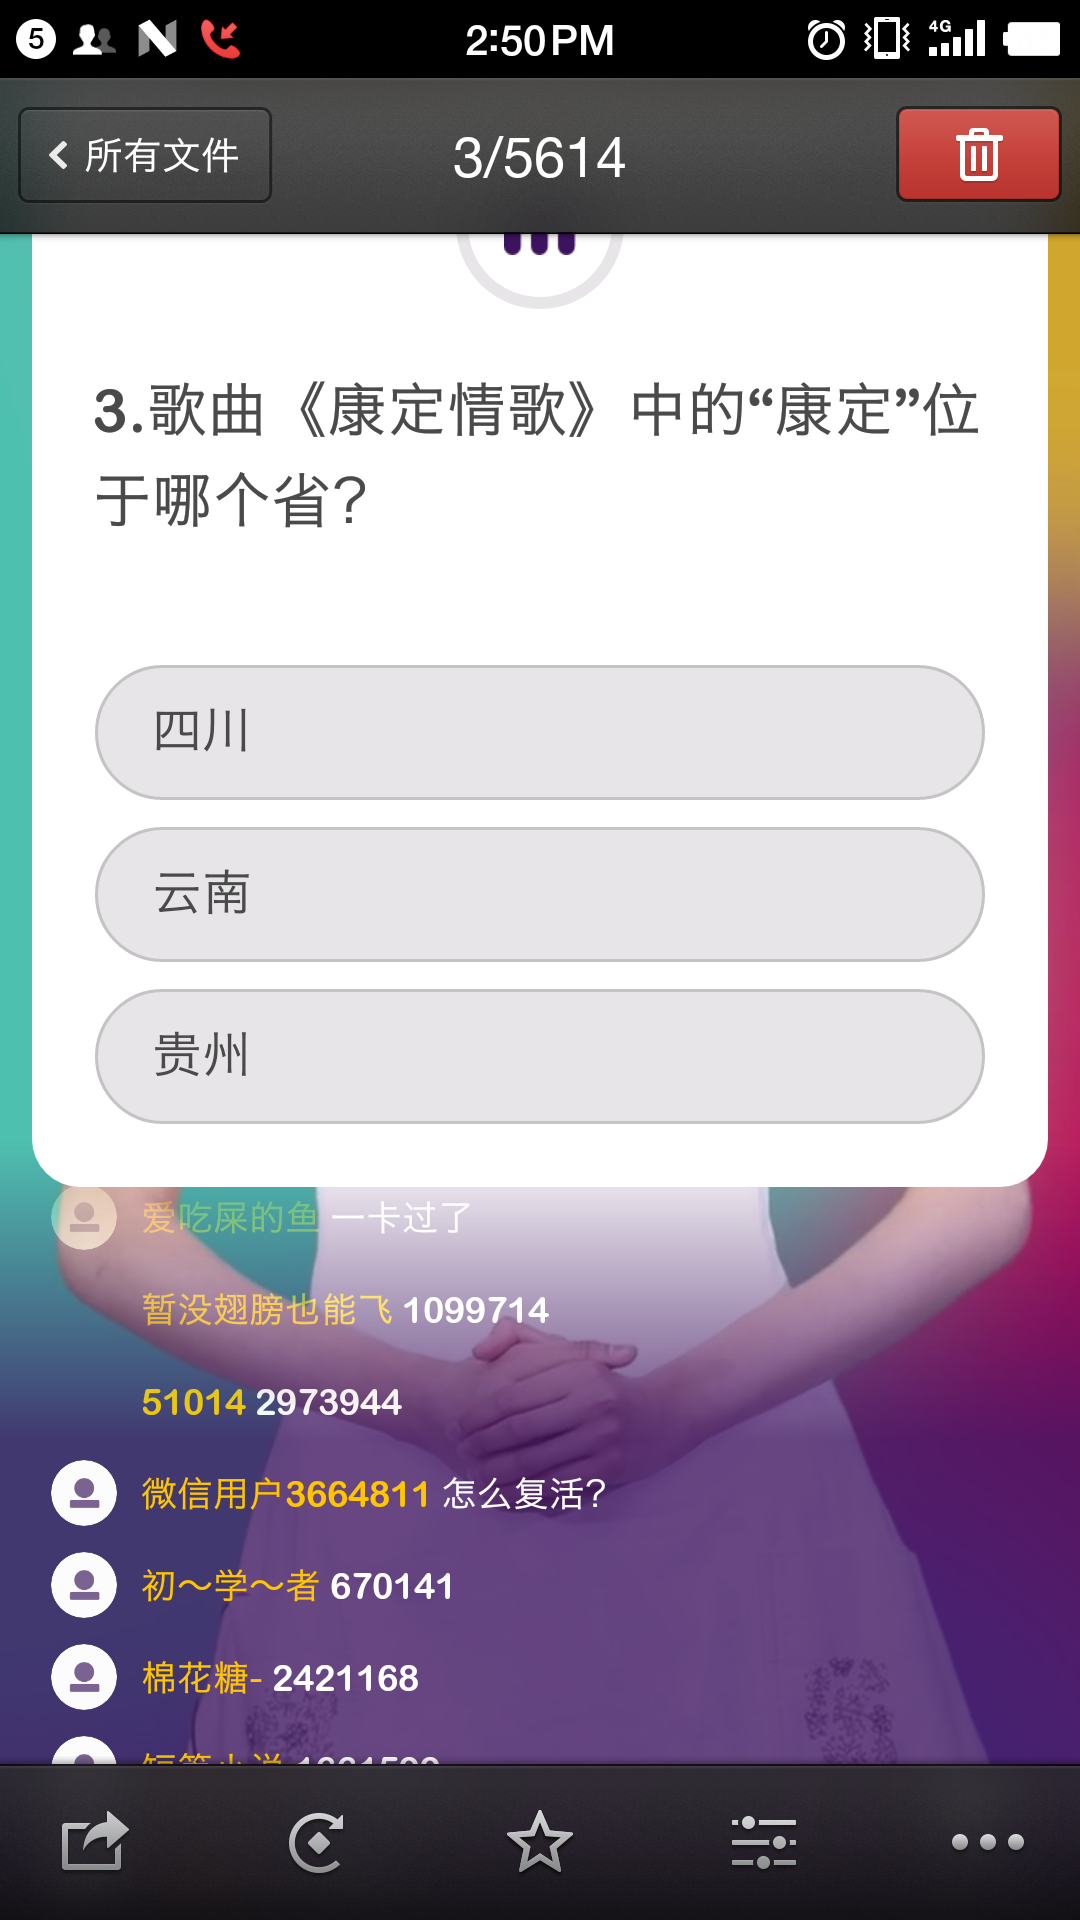 5
2:50 PM
4G
所有文件
3/5614
3.歌曲《康定情歌》中的“康定”位
于哪个省?
四川
云南
贵州
爱吃屎的鱼 一卡过了
暂没翅膀也能飞 1099714
51014 2973944
微信用户3664811 怎么复活?
初～学～者 670141
棉花糖- 2421168